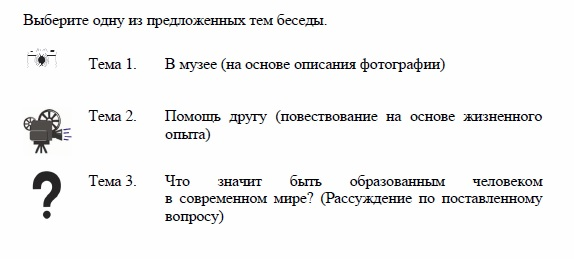 Выберите одну из предложенных тем беседы.
Тема 1. В музее (на основе описания фотографии)
Тема 2. Помощь другу (повествование на основе жизненного
опыта)
Тема 3. Что значит быть образованным человеком
в современном мире? (Рассуждение по поставленному
вопросу)